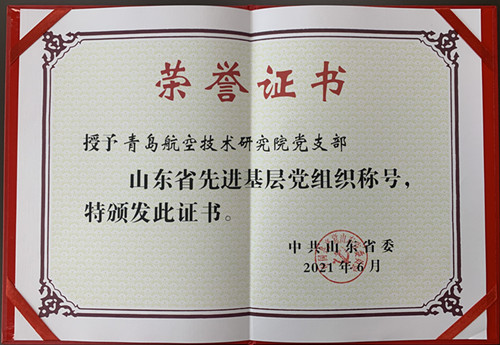 荣誉证书
授予青岛航空技术研究院党支部
山东省先进基层党组织称号，
特颁发此证书。
中共山东省委
2021年6月